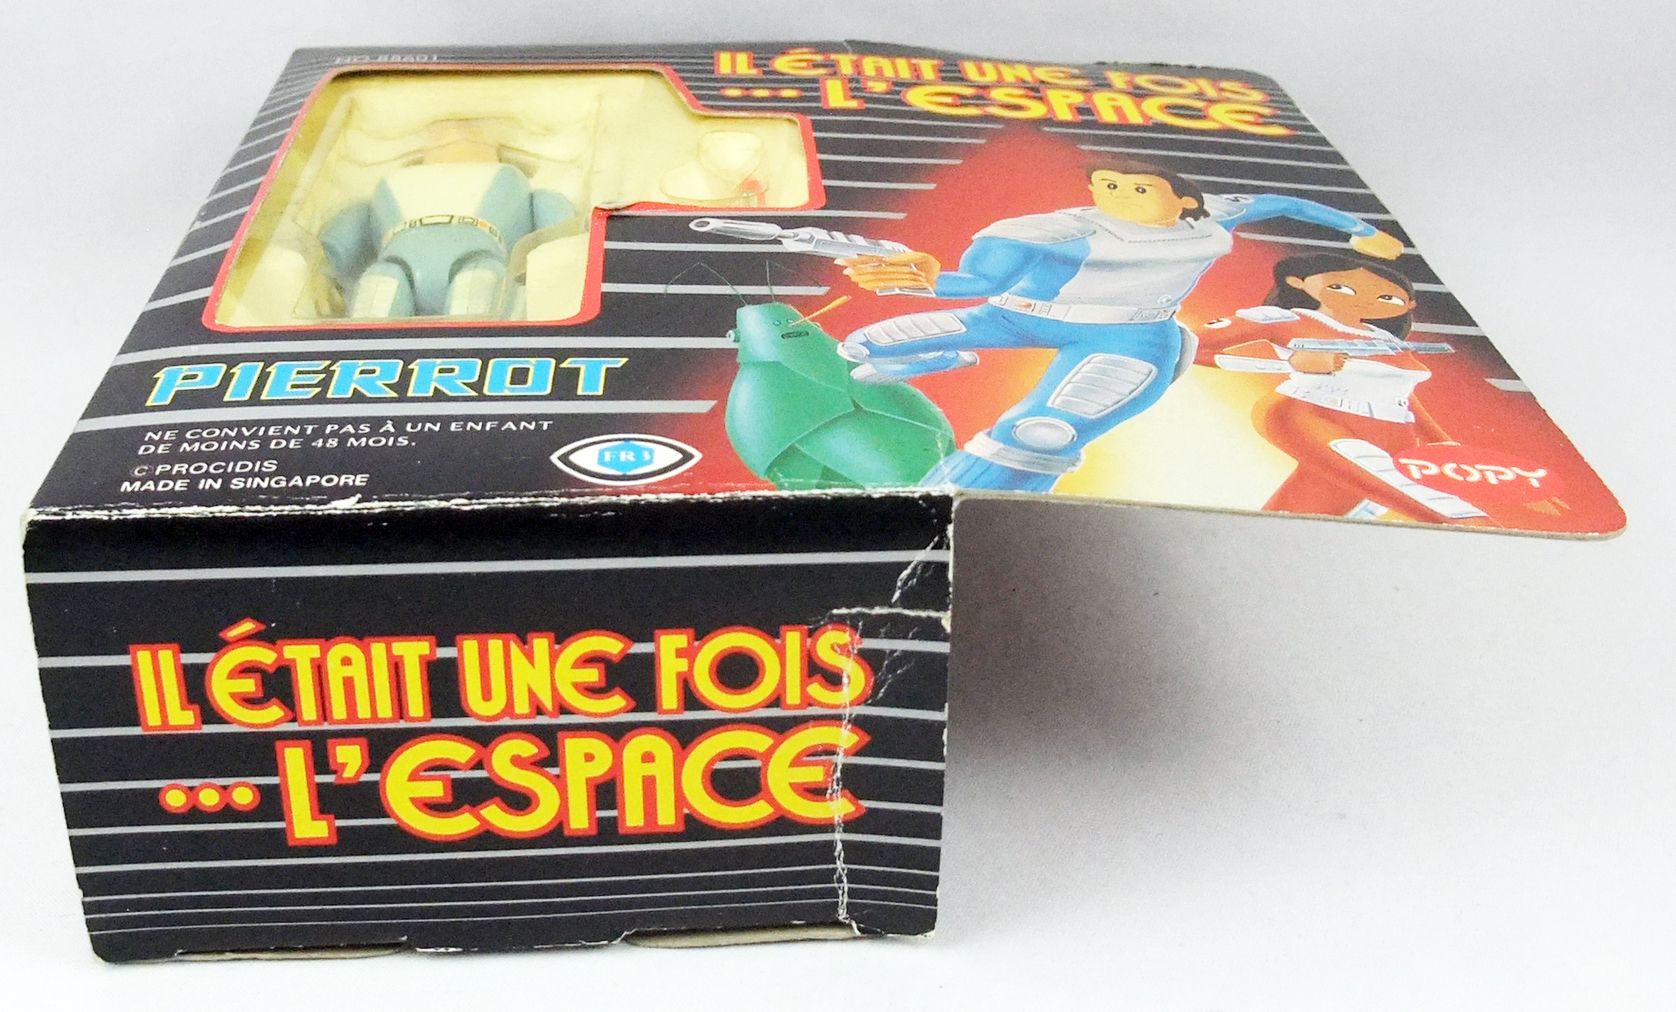 IL ÉTAIT UNE FOIS
... L'ESPACE
PIERROT
NE CONVIENT PAS À UN ENFANT
DE MOINS DE 48 MOIS.
© PROCIDIS
MADE IN SINGAPORE
FR3
POPY
IL ÉTAIT UNE FOIS
... L'ESPACE